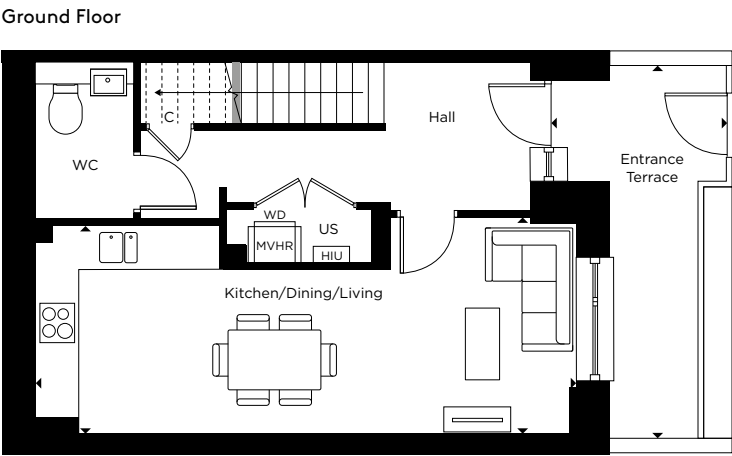 Ground Floor
C
Hall
WC
Entrance
Terrace
WD
US
MVHR
HIU
Kitchen/Dining/Living